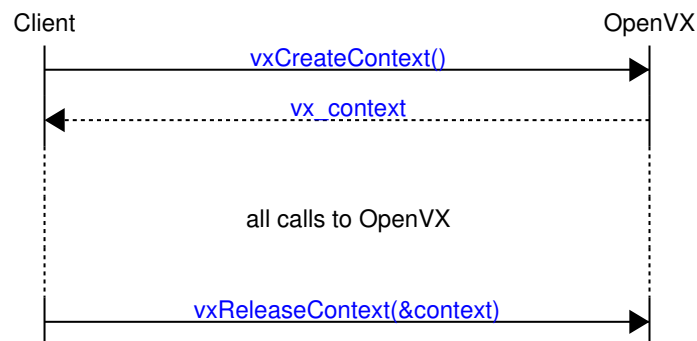 Client OpenVX
vxCreateContext()
vx_context
all calls to OpenVX
vxReleaseContext(&context)